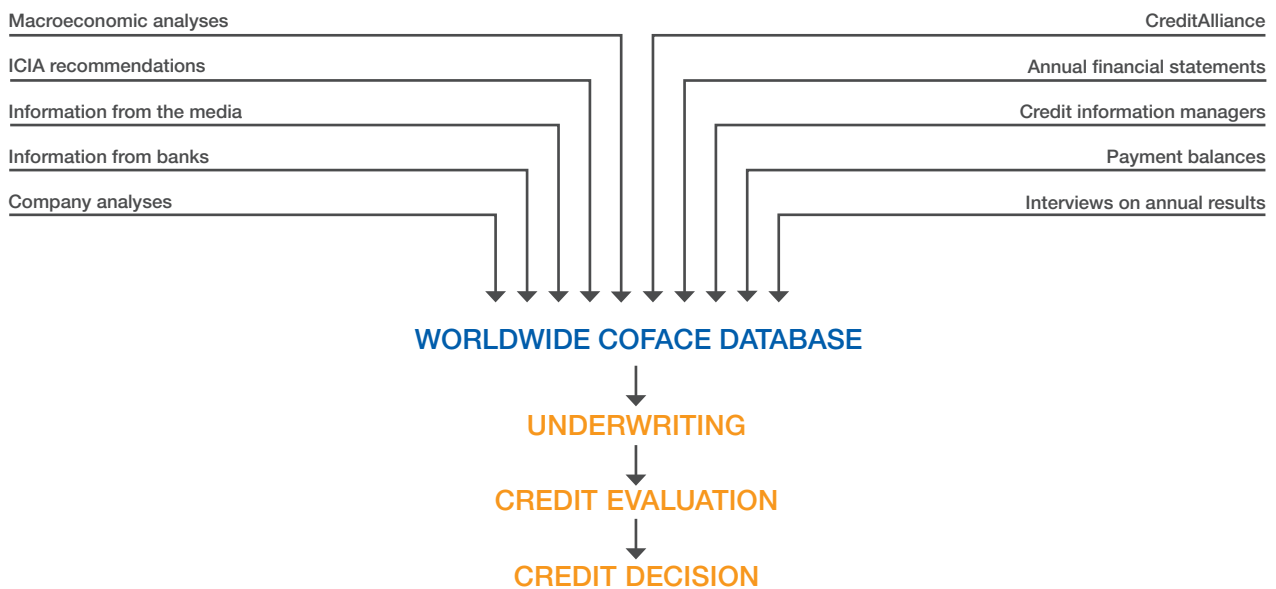 Macroeconomic analyses
ICIA recommendations
Information from the media
Information from banks
Company analyses
CreditAlliance
Annual financial statements
Credit information managers
Payment balances
Interviews on annual results
WORLDWIDE COFACE DATABASE
UNDERWRITING
CREDIT EVALUATION
CREDIT DECISION